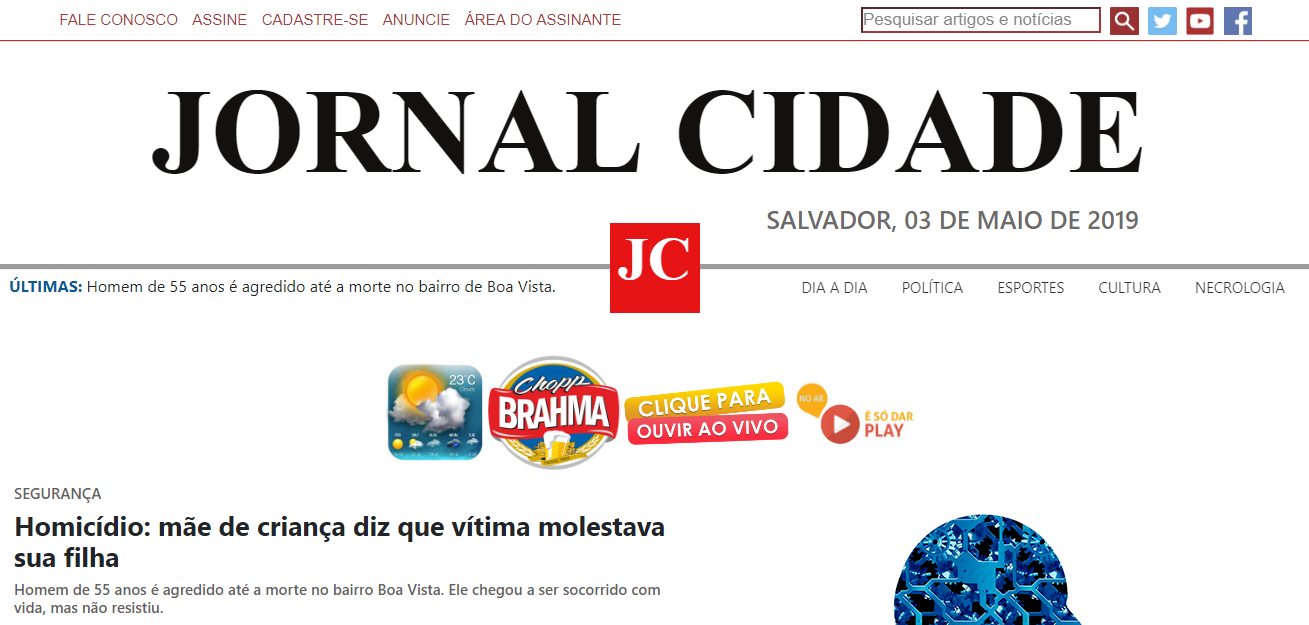 FALE CONOSCO ASSINE CADASTRE-SE ANUNCIE ÁREA DO ASSINANTE
Pesquisar artigos e notícias
JORNAL CIDADE
SALVADOR, 03 DE MAIO DE 2019
JC
ÚLTIMAS: Homem de 55 anos é agredido até a morte no bairro de Boa Vista.
DIA A DIA POLÍTICA ESPORTES CULTURA NECROLOGIA
23°C
Cloudy
Chopp
BRAHMA
CLIQUE PARA
OUVIR AO VIVO
NO AR
É SÓ DAR
PLAY
SEGURANÇA
Homicídio: mãe de criança diz que vítima molestava
sua filha
Homem de 55 anos é agredido até a morte no bairro Boa Vista. Ele chegou a ser socorrido com
vida, mas não resistiu.